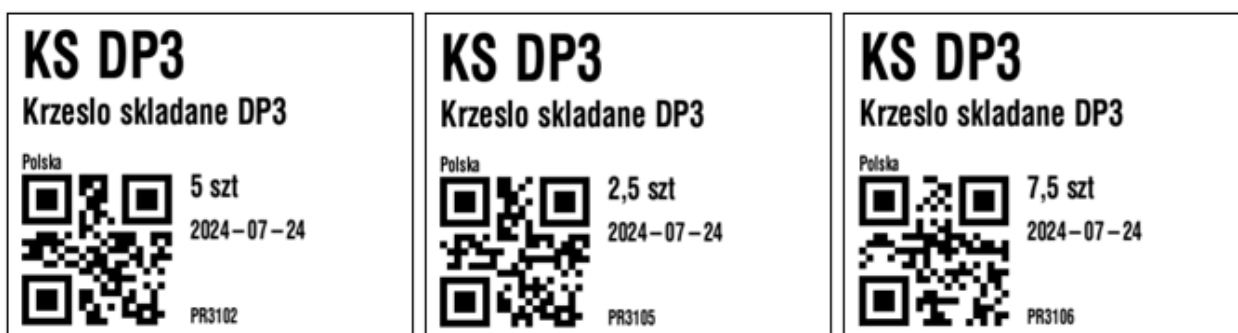 KS DP3
Krzeslo skladane DP3
Polska
5 szt
2024-07-24
PR3102
KS DP3
Krzeslo skladane DP3
Polska
2,5 szt
2024-07-24
PR3105
KS DP3
Krzeslo skladane DP3
Polska
7,5 szt
2024-07-24
PR3106